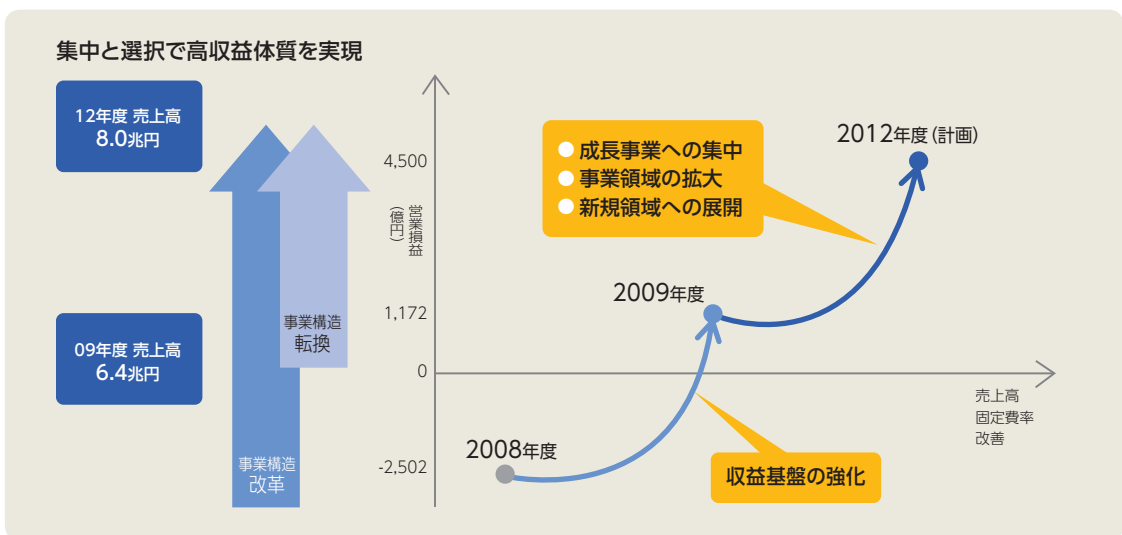 集中と選択で高収益体質を実現
12年度 売上高
8.0兆円
09年度 売上高
6.4兆円
事業構造
転換
事業構造
改革
営業損益
（億円）
4,500
1,172
0
-2,502
2008年度
2009年度
2012年度（計画）
● 成長事業への集中
● 事業領域の拡大
● 新規領域への展開
収益基盤の強化
売上高
固定費率
改善